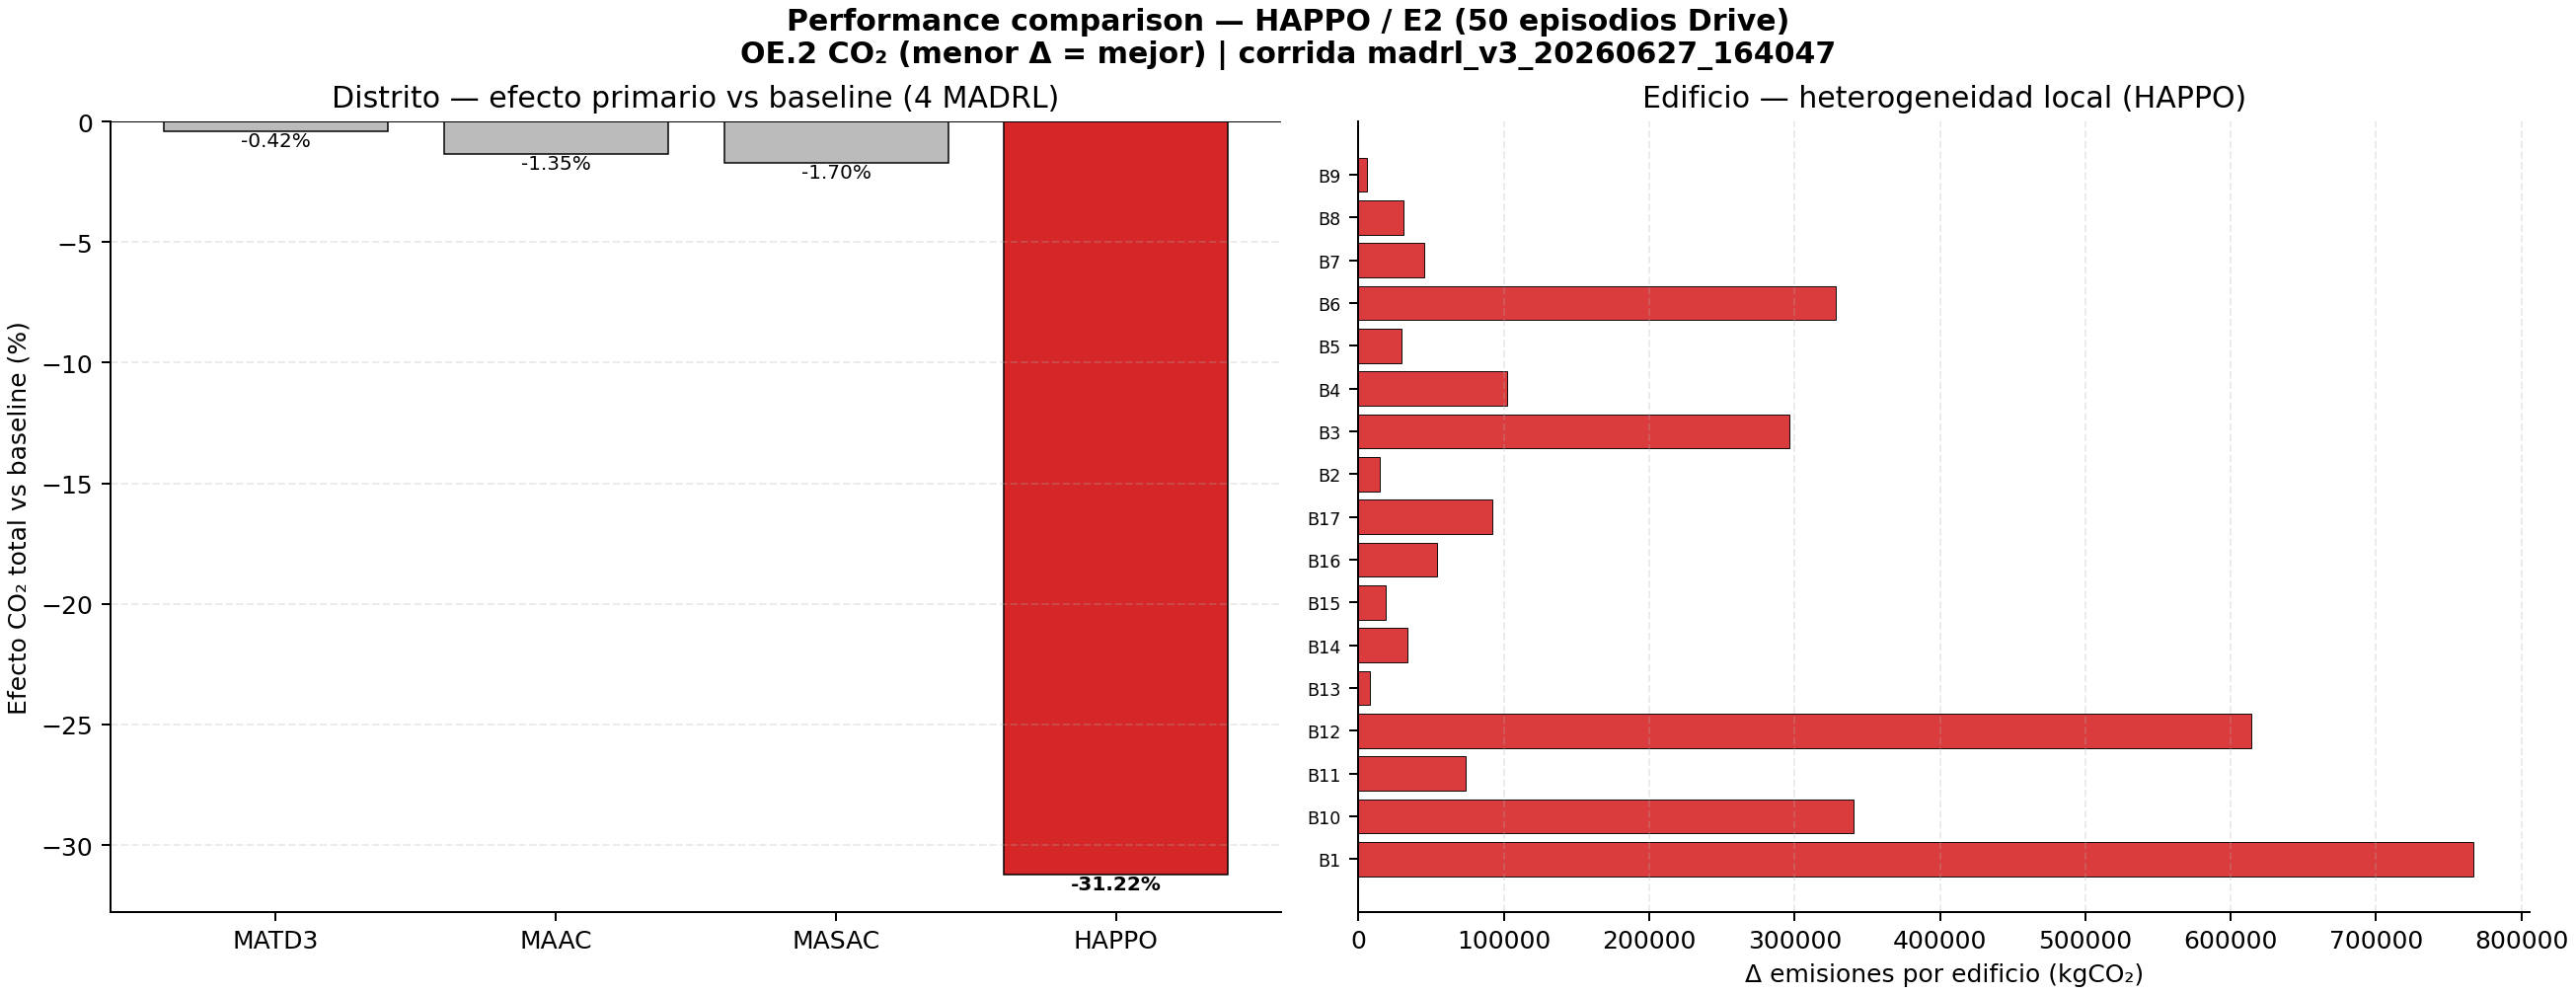 Performance comparison — HAPPO / E2 (50 episodios Drive)
OE.2 CO₂ (menor Δ = mejor) | corrida madrl_v3_20260627_164047
Distrito — efecto primario vs baseline (4 MADRL)
Efecto CO₂ total vs baseline (%)
0
−5
−10
−15
−20
−25
−30
-0.42%
-1.35%
-1.70%
-31.22%
MATD3
MAAC
MASAC
HAPPO
Edificio — heterogeneidad local (HAPPO)
B9
B8
B7
B6
B5
B4
B3
B2
B17
B16
B15
B14
B13
B12
B11
B10
B1
0
100000
200000
300000
400000
500000
600000
700000
800000
Δ emisiones por edificio (kgCO₂)